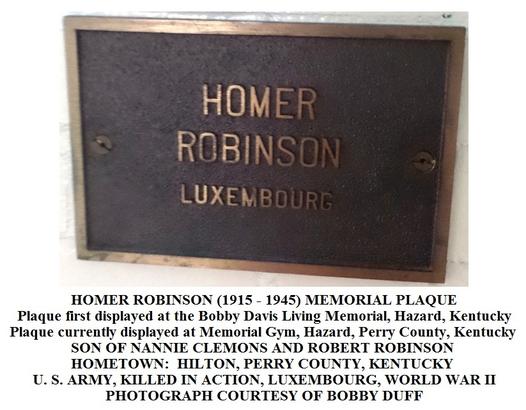 HOMER
ROBINSON
LUXEMBOURG
HOMER ROBINSON (1915 - 1945) MEMORIAL PLAQUE
Plaque first displayed at the Bobby Davis Living Memorial, Hazard, Kentucky
Plaque currently displayed at Memorial Gym, Hazard, Perry County, Kentucky
SON OF NANNIE CLEMONS AND ROBERT ROBINSON
HOMETOWN: HILTON, PERRY COUNTY, KENTUCKY
U. S. ARMY, KILLED IN ACTION, LUXEMBOURG, WORLD WAR II
PHOTOGRAPH COURTESY OF BOBBY DUFF